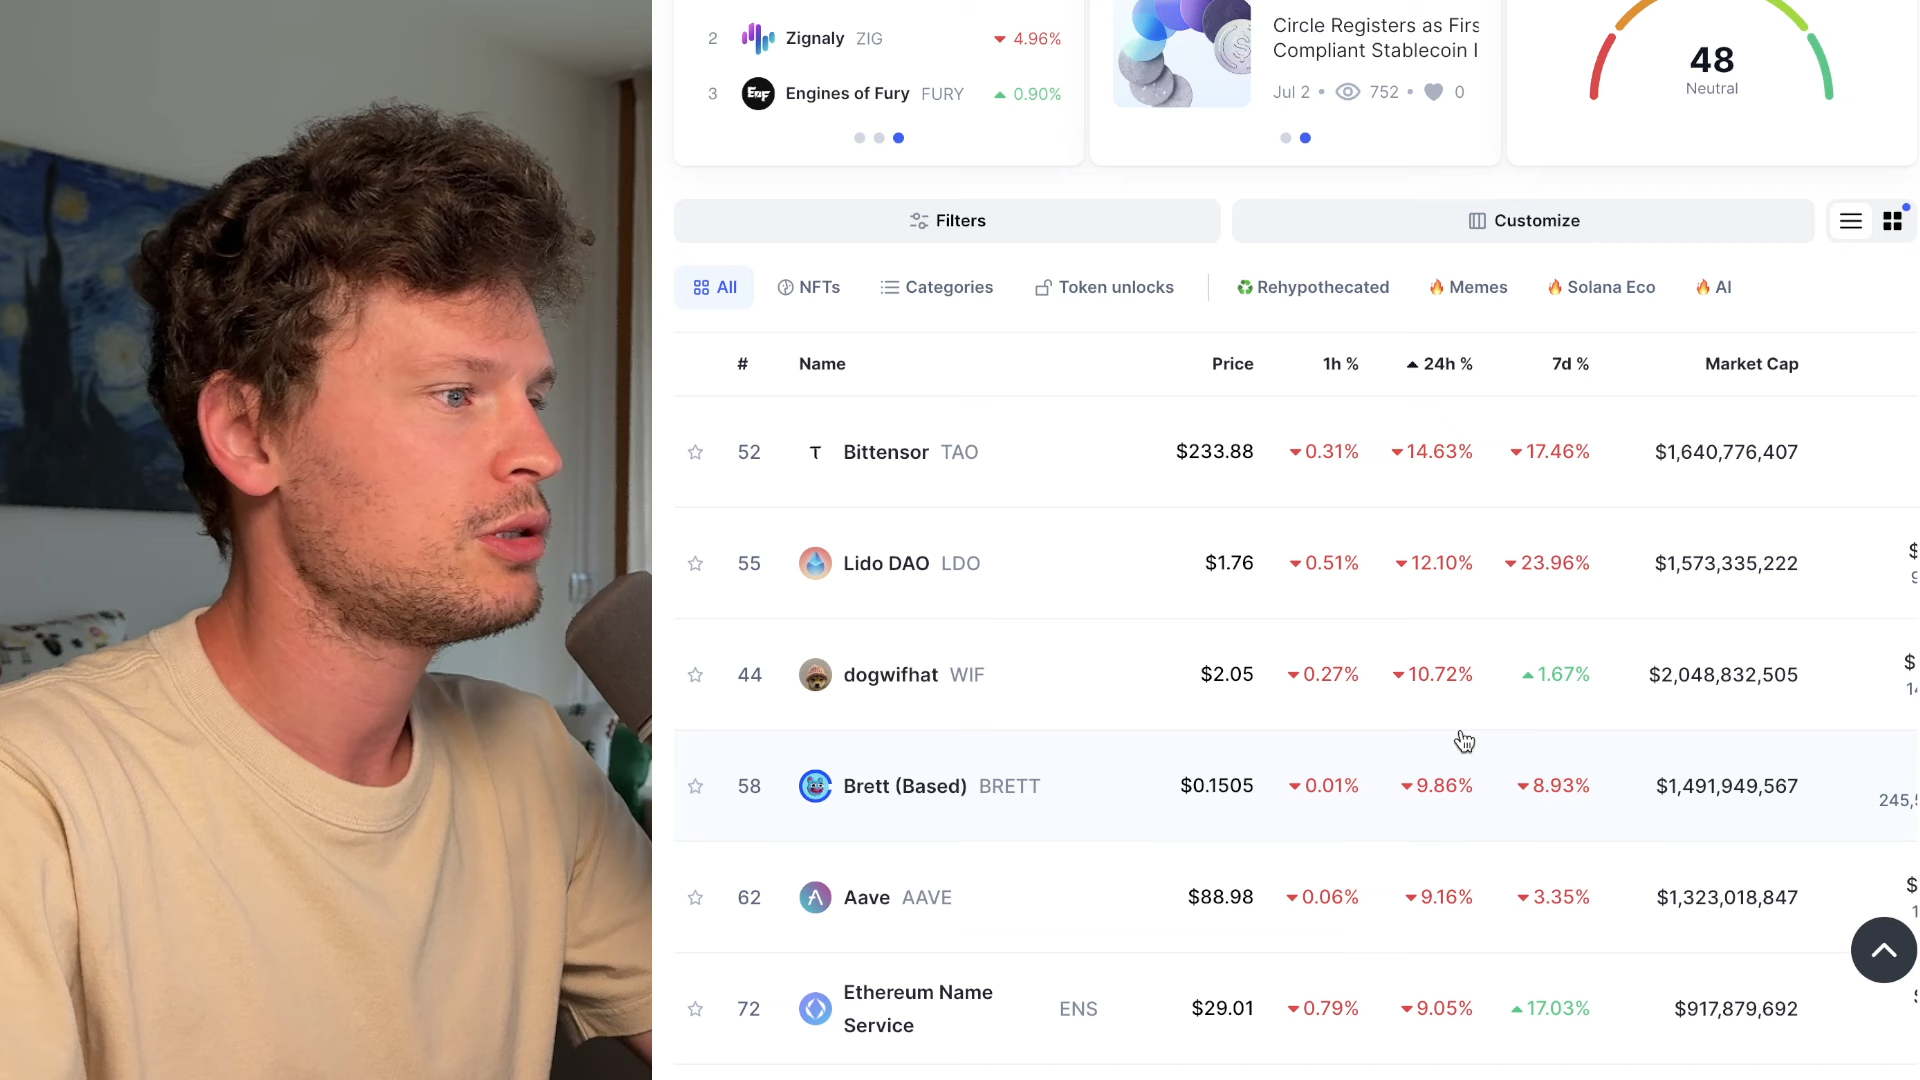 2 Zignaly ZIG 4.96%
3 Engines of Fury FURY 0.90%
Circle Registers as Firs
Compliant Stablecoin I
Jul 2 • 752 • 0
48
Neutral
Filters
Customize
All NFTs Categories Token unlocks Rehypothecated Memes Solana Eco AI
# Name Price 1h % 24h % 7d % Market Cap
52 τ Bittensor TAO $233.88 0.31% 14.63% 17.46% $1,640,776,407
55 Lido DAO LDO $1.76 0.51% 12.10% 23.96% $1,573,335,222 $
44 dogwifhat WIF $2.05 0.27% 10.72% 1.67% $2,048,832,505 $
58 Brett (Based) BRETT $0.1505 0.01% 9.86% 8.93% $1,491,949,567
245,
62 Aave AAVE $88.98 0.06% 9.16% 3.35% $1,323,018,847 $
72 Ethereum Name Service ENS $29.01 0.79% 9.05% 17.03% $917,879,692